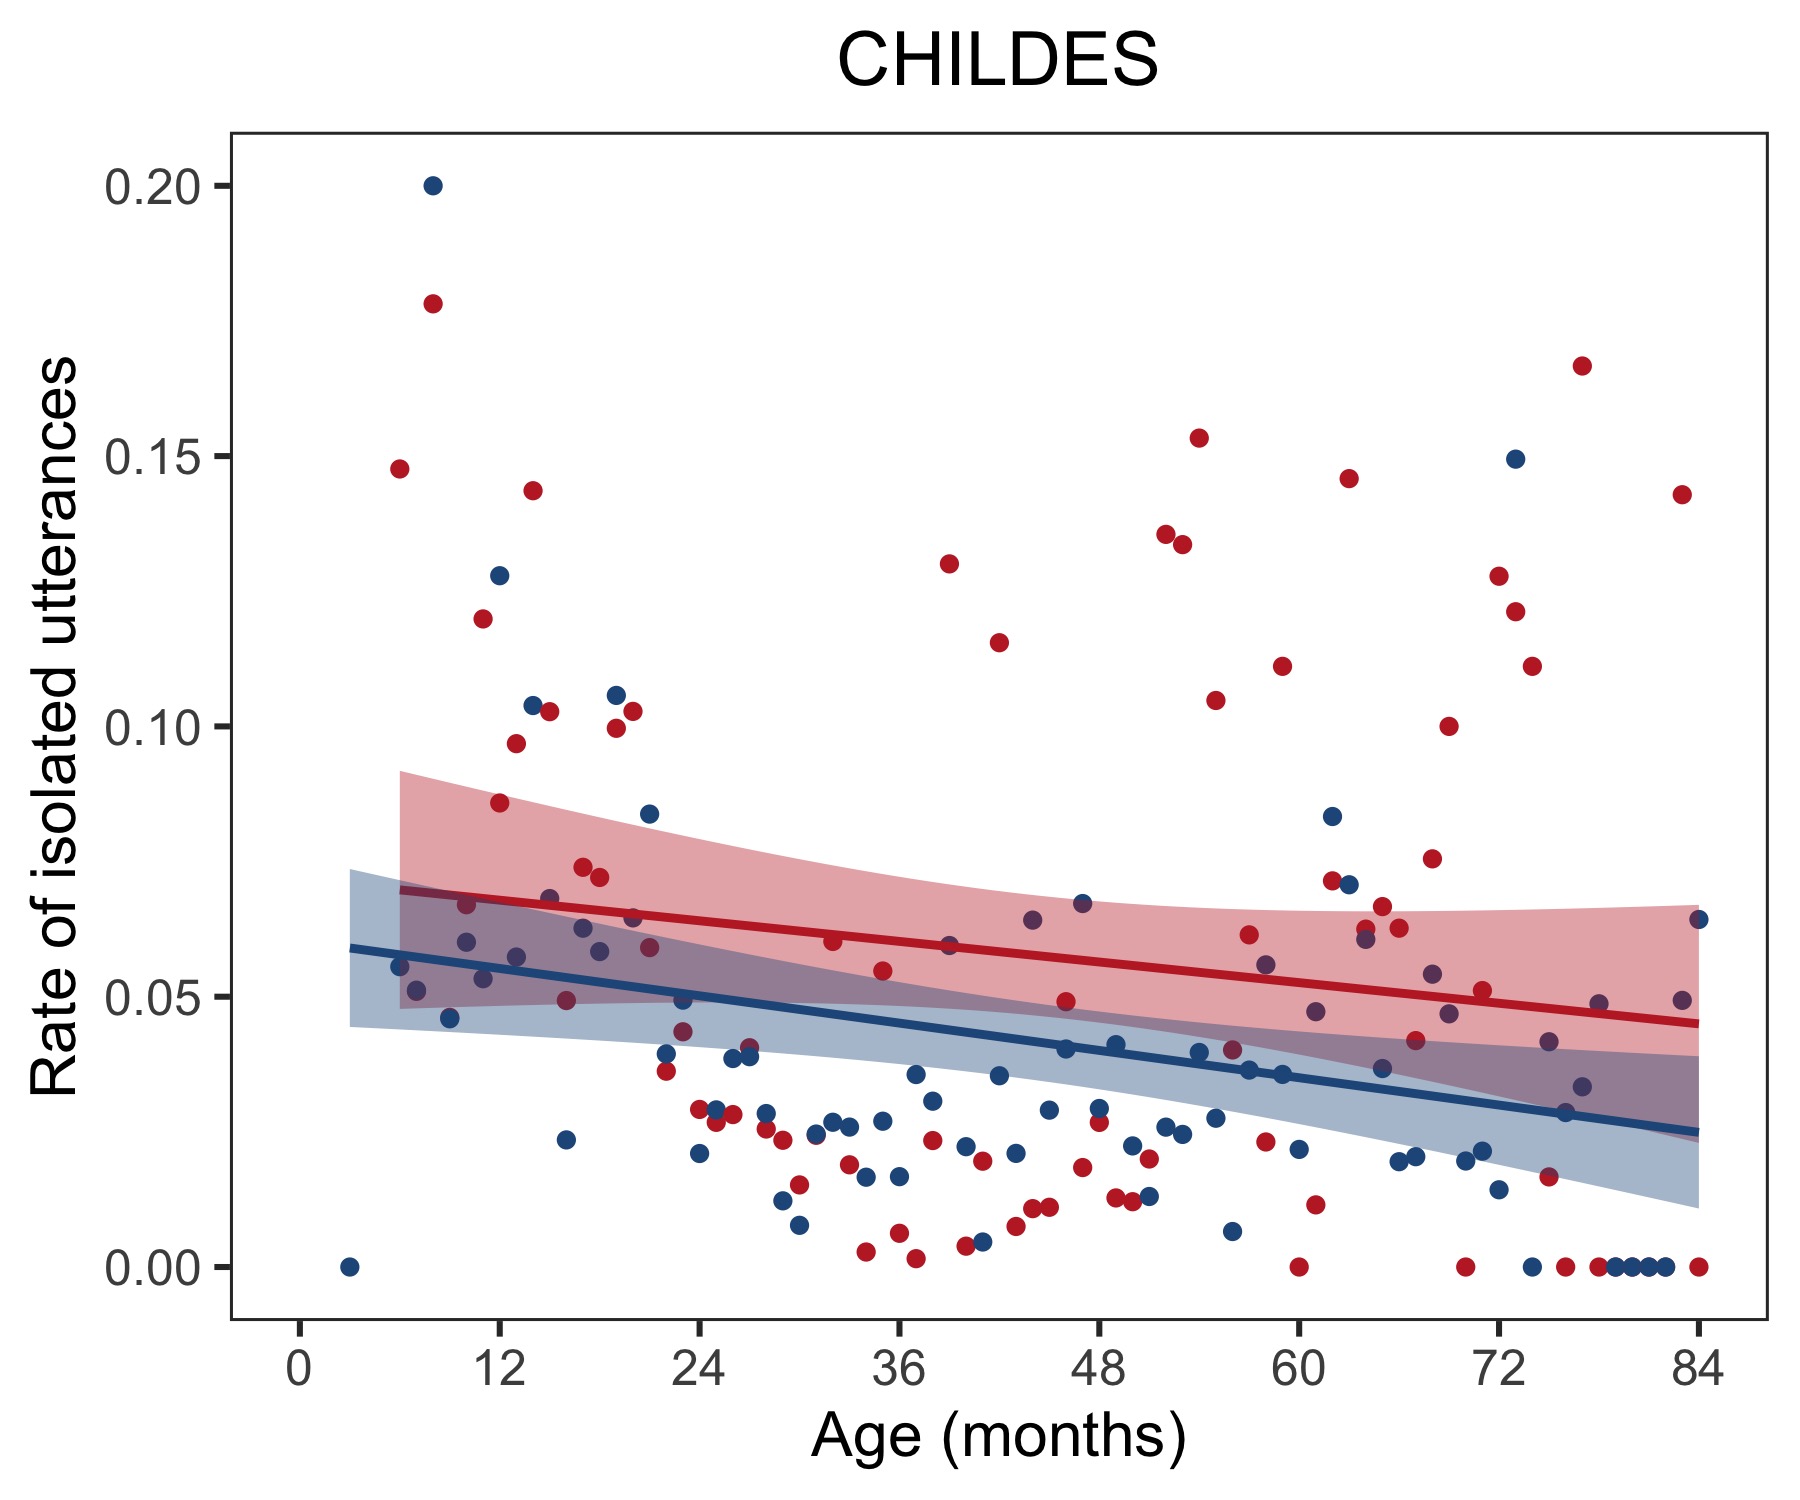 CHILDES
Rate of isolated utterances
0.20
0.15
0.10
0.05
0.00
0 12 24 36 48 60 72 84
Age (months)